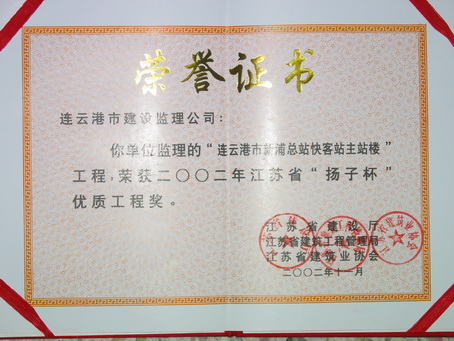 荣誉证书
连云港市建设监理公司：
你单位监理的“连云港市新浦总站快客站主站楼”
工程，荣获二〇〇二年江苏省“扬子杯”
优质工程奖。
江苏省建设厅
江苏省建筑工程管理局
江苏省建筑业协会
二〇〇二年十一月